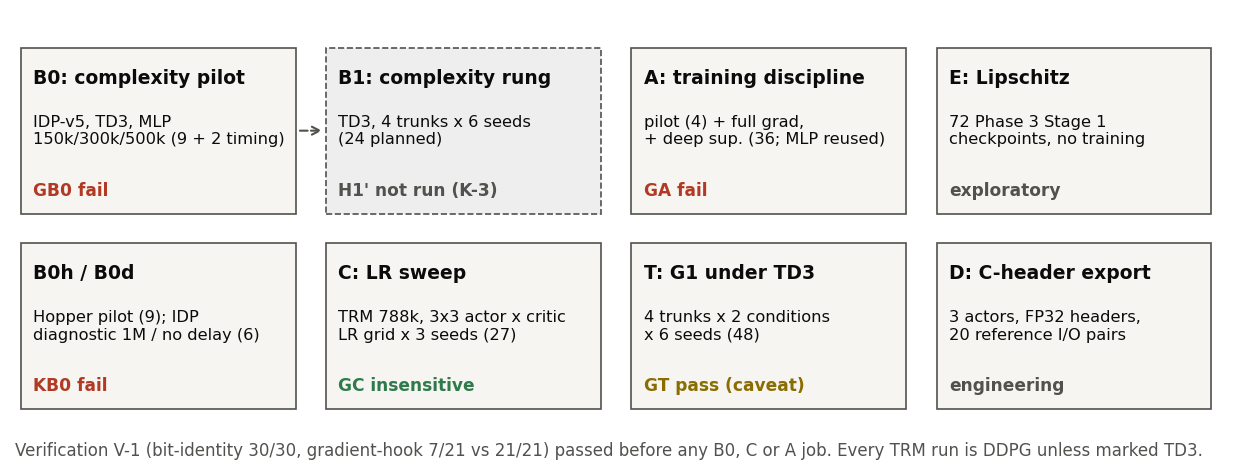 B0: complexity pilot
IDP-v5, TD3, MLP
150k/300k/500k (9 + 2 timing)
GB0 fail
B1: complexity rung
TD3, 4 trunks x 6 seeds
(24 planned)
H1' not run (K-3)
A: training discipline
pilot (4) + full grad,
+ deep sup. (36; MLP reused)
GA fail
E: Lipschitz
72 Phase 3 Stage 1
checkpoints, no training
exploratory
B0h / B0d
Hopper pilot (9); IDP
diagnostic 1M / no delay (6)
KB0 fail
C: LR sweep
TRM 788k, 3x3 actor x critic
LR grid x 3 seeds (27)
GC insensitive
T: G1 under TD3
4 trunks x 2 conditions
x 6 seeds (48)
GT pass (caveat)
D: C-header export
3 actors, FP32 headers,
20 reference I/O pairs
engineering
Verification V-1 (bit-identity 30/30, gradient-hook 7/21 vs 21/21) passed before any B0, C or A job. Every TRM run is DDPG unless marked TD3.